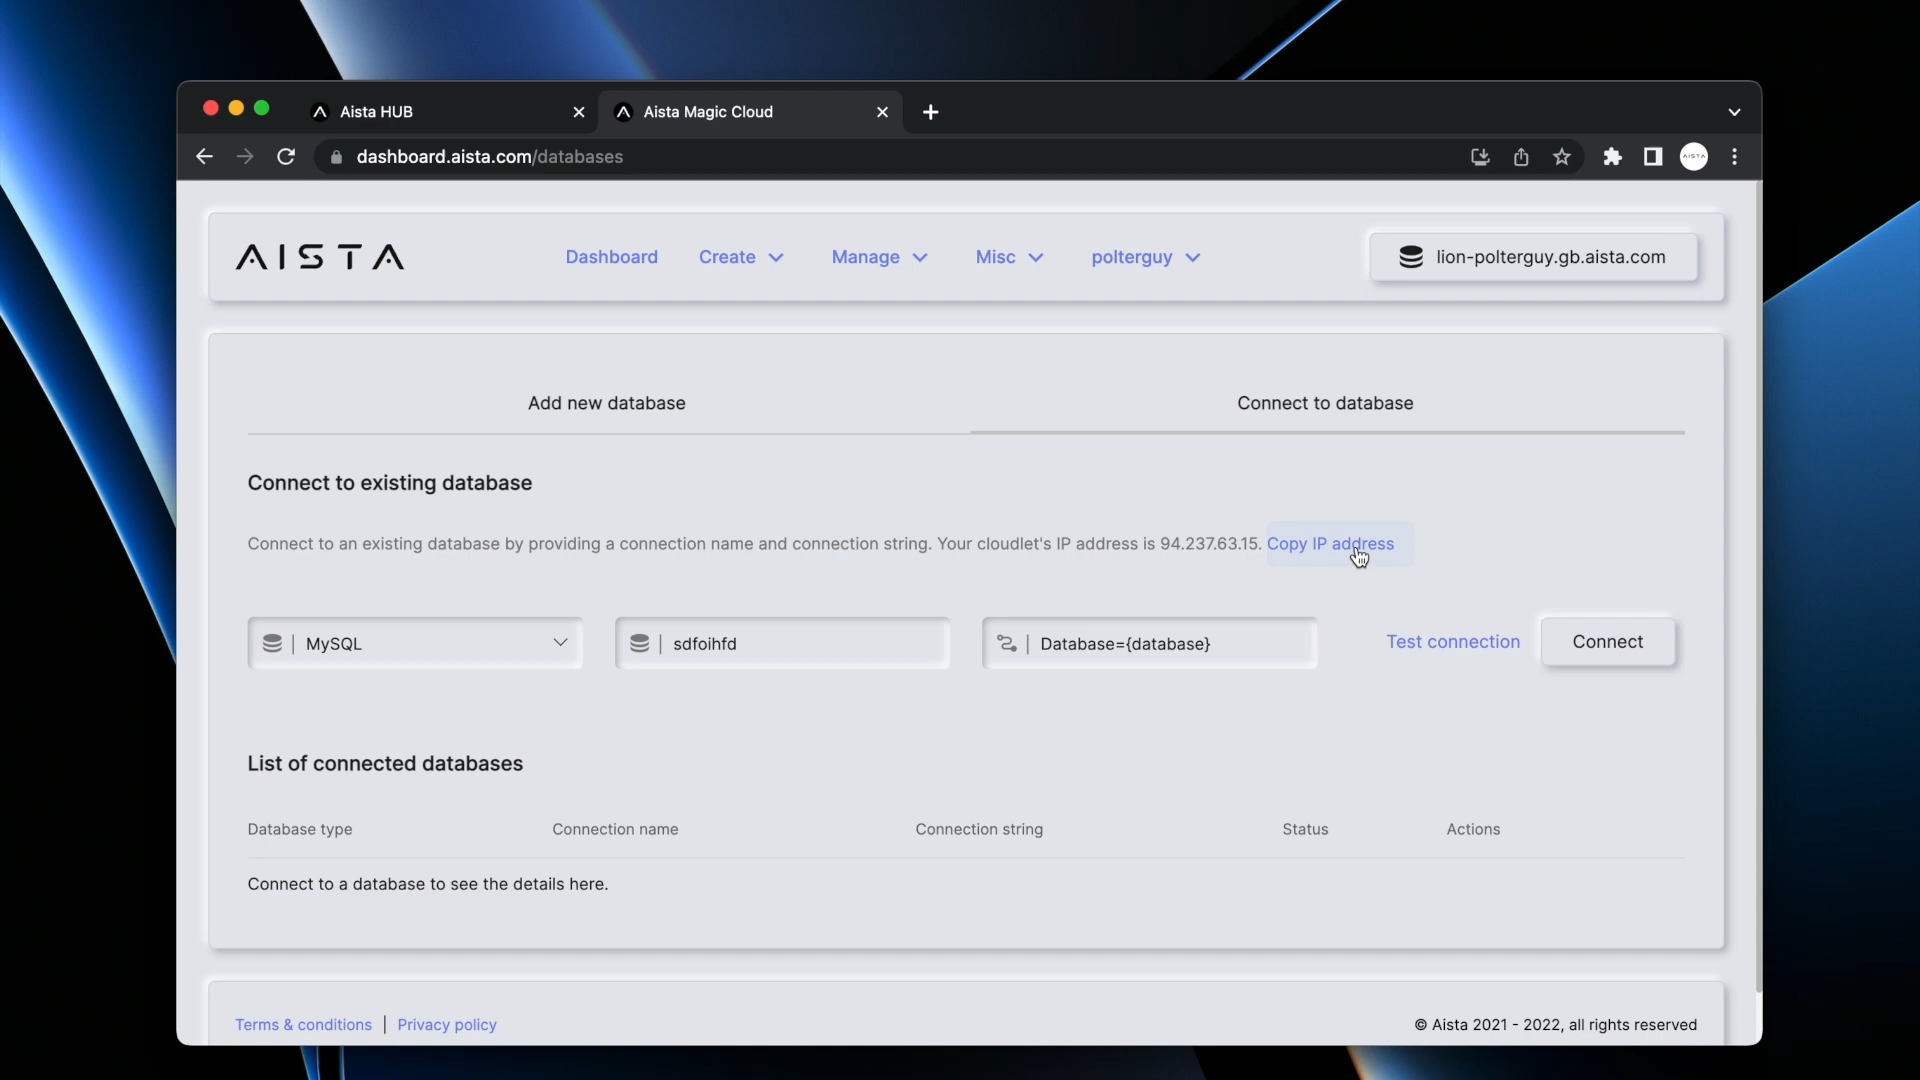 Aista HUB
Aista Magic Cloud
dashboard.aista.com/databases
AISTA
AISTA
Dashboard
Create
Manage
Misc
polterguy
lion-polterguy.gb.aista.com
Add new database
Connect to database
Connect to existing database
Connect to an existing database by providing a connection name and connection string. Your cloudlet's IP address is 94.237.63.15. Copy IP address
MySQL
sdfoihfd
Database={database}
Test connection
Connect
List of connected databases
Database type
Connection name
Connection string
Status
Actions
Connect to a database to see the details here.
Terms & conditions | Privacy policy
© Aista 2021 - 2022, all rights reserved